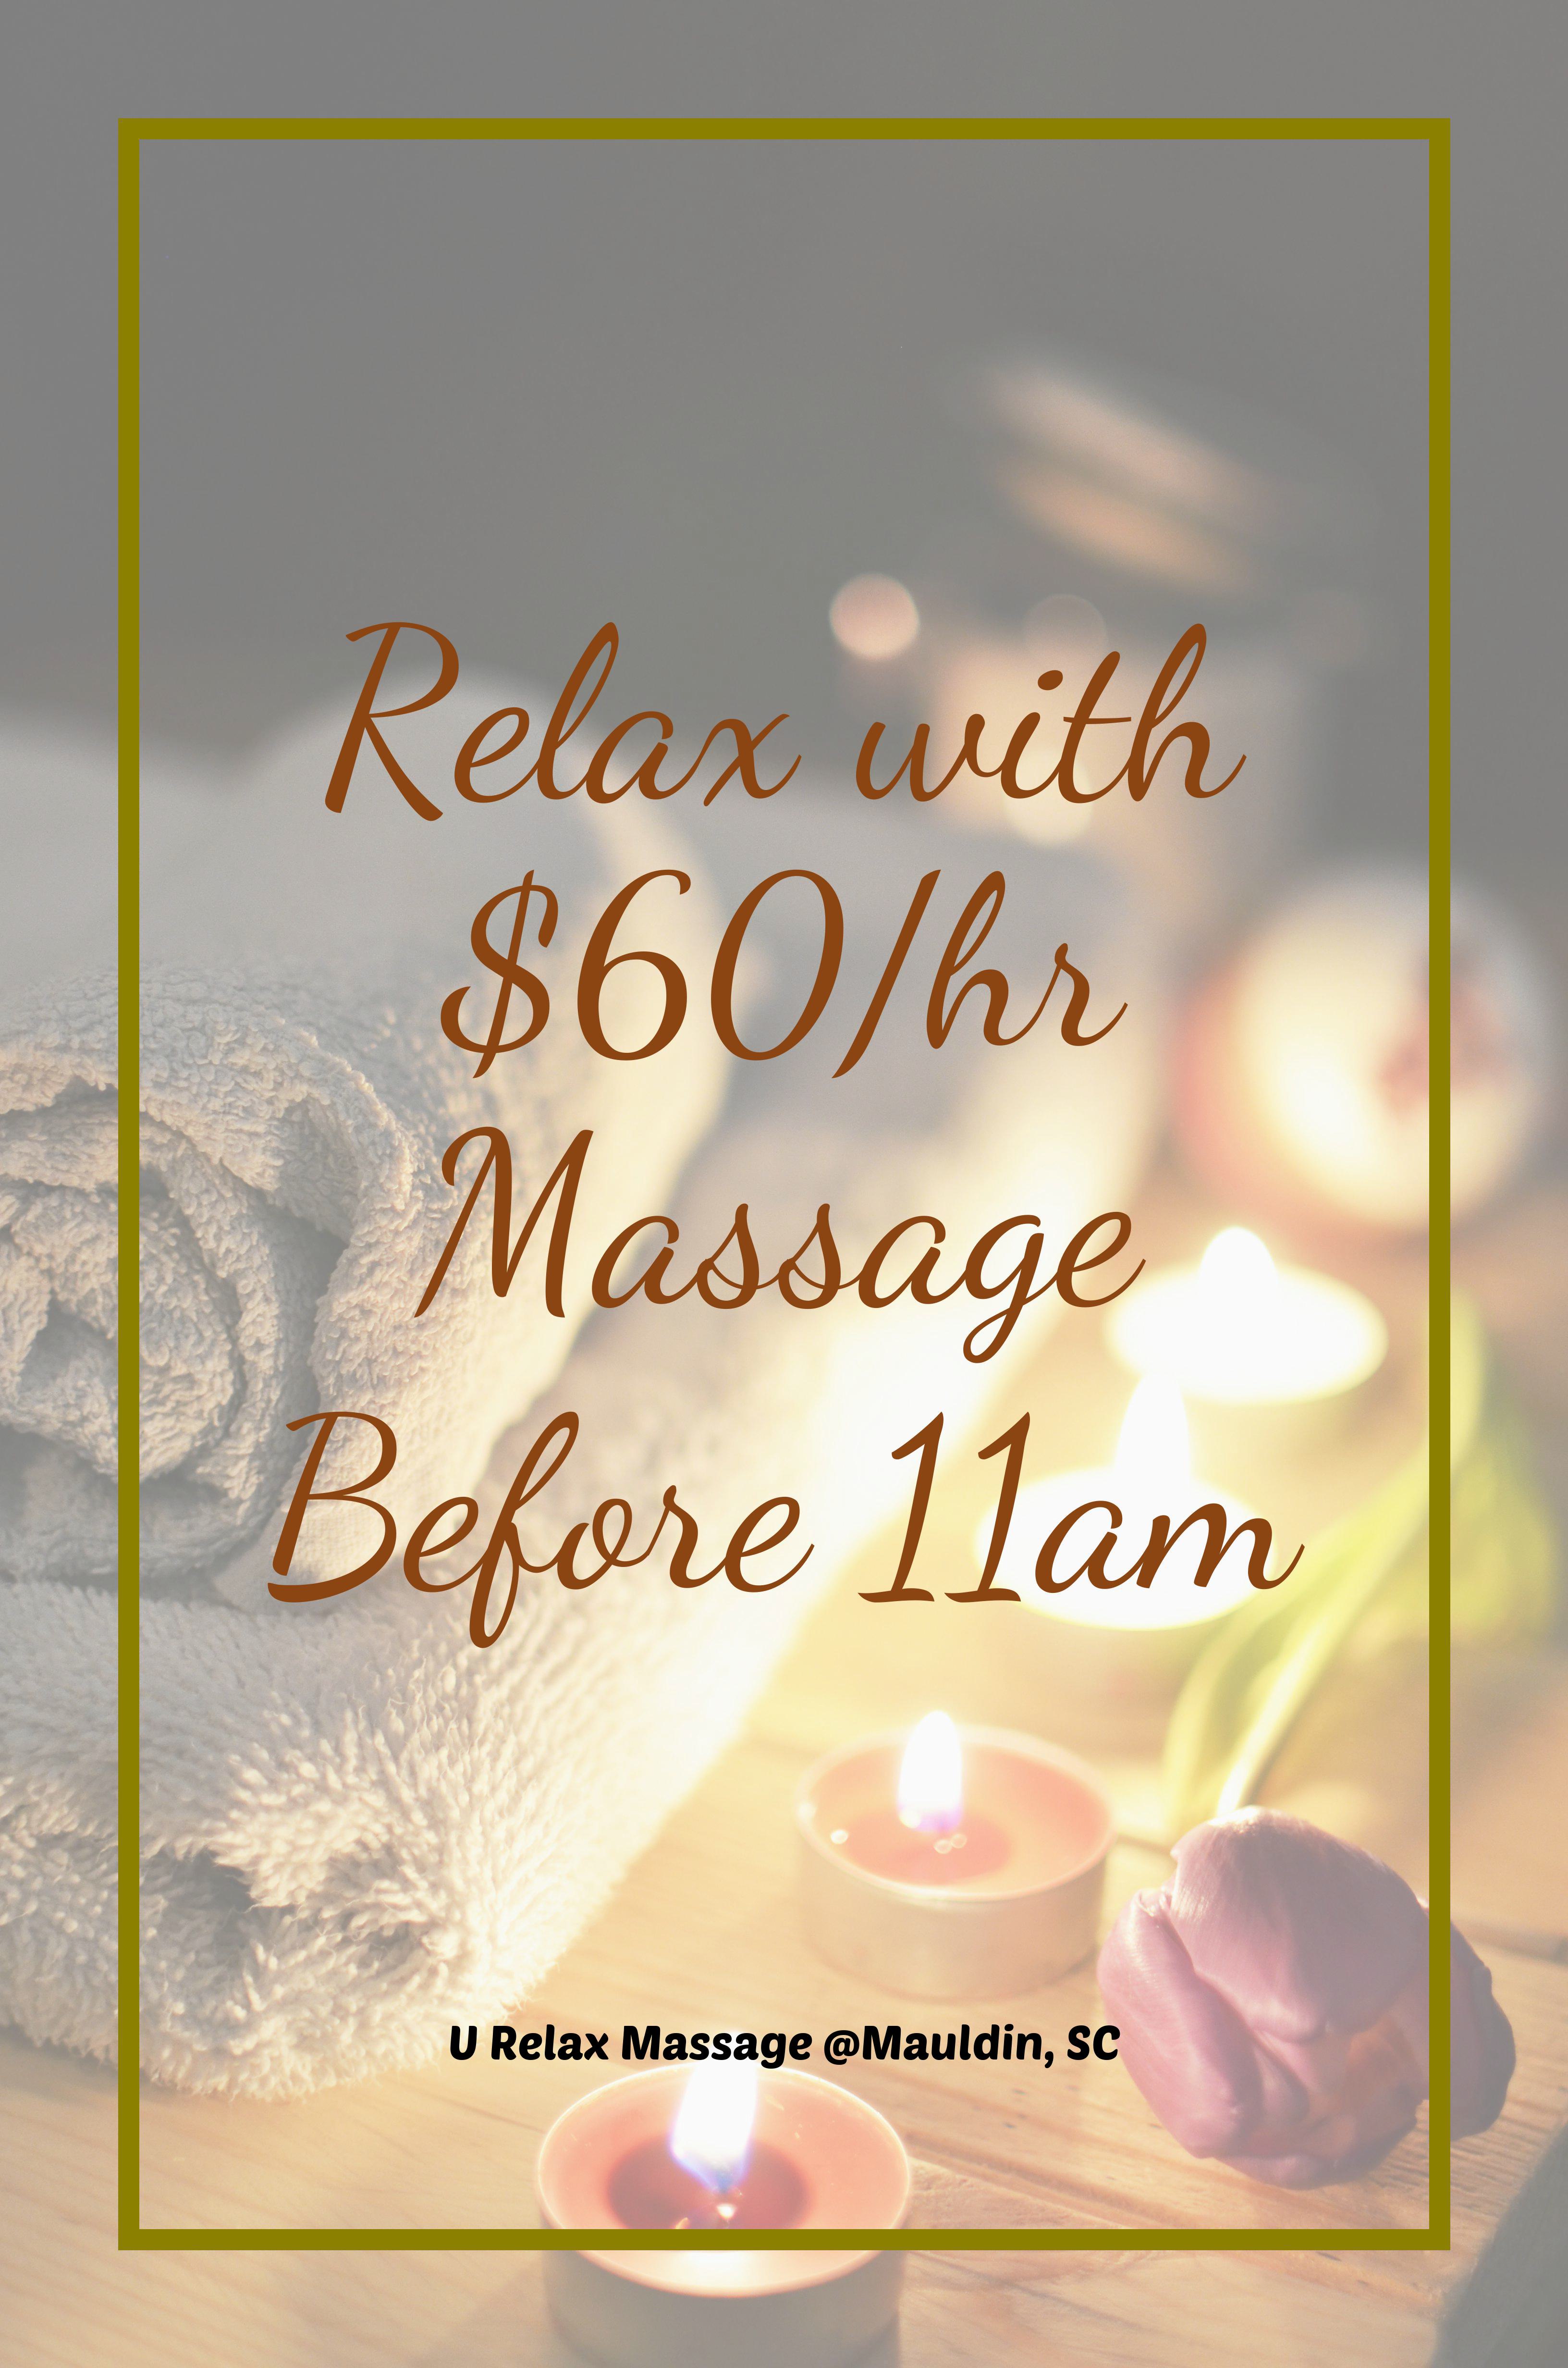 Relax with
$60/hr
Massage
Before 11am
U Relax Massage @Mauldin, SC